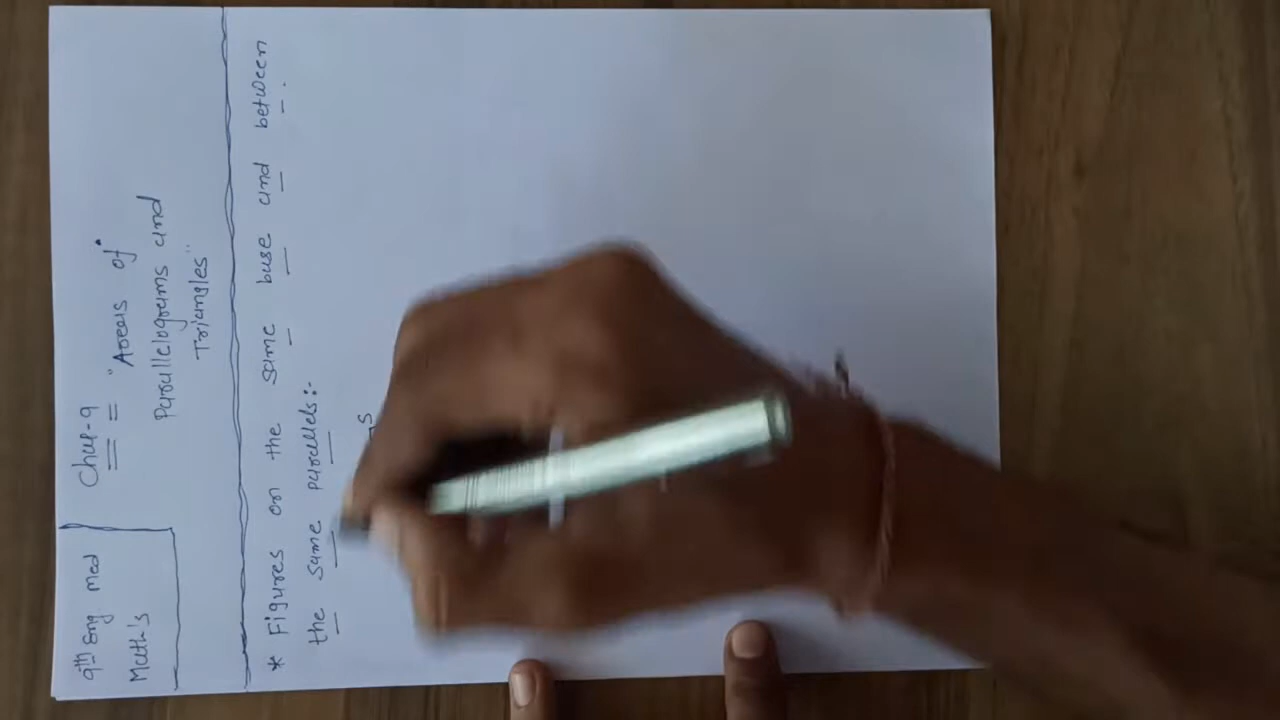 9th Eng med
Math's
Chap-9
"Areas of
Parallelograms and
Triangles"
* Figures on the same base and between
the same parallels:-
s